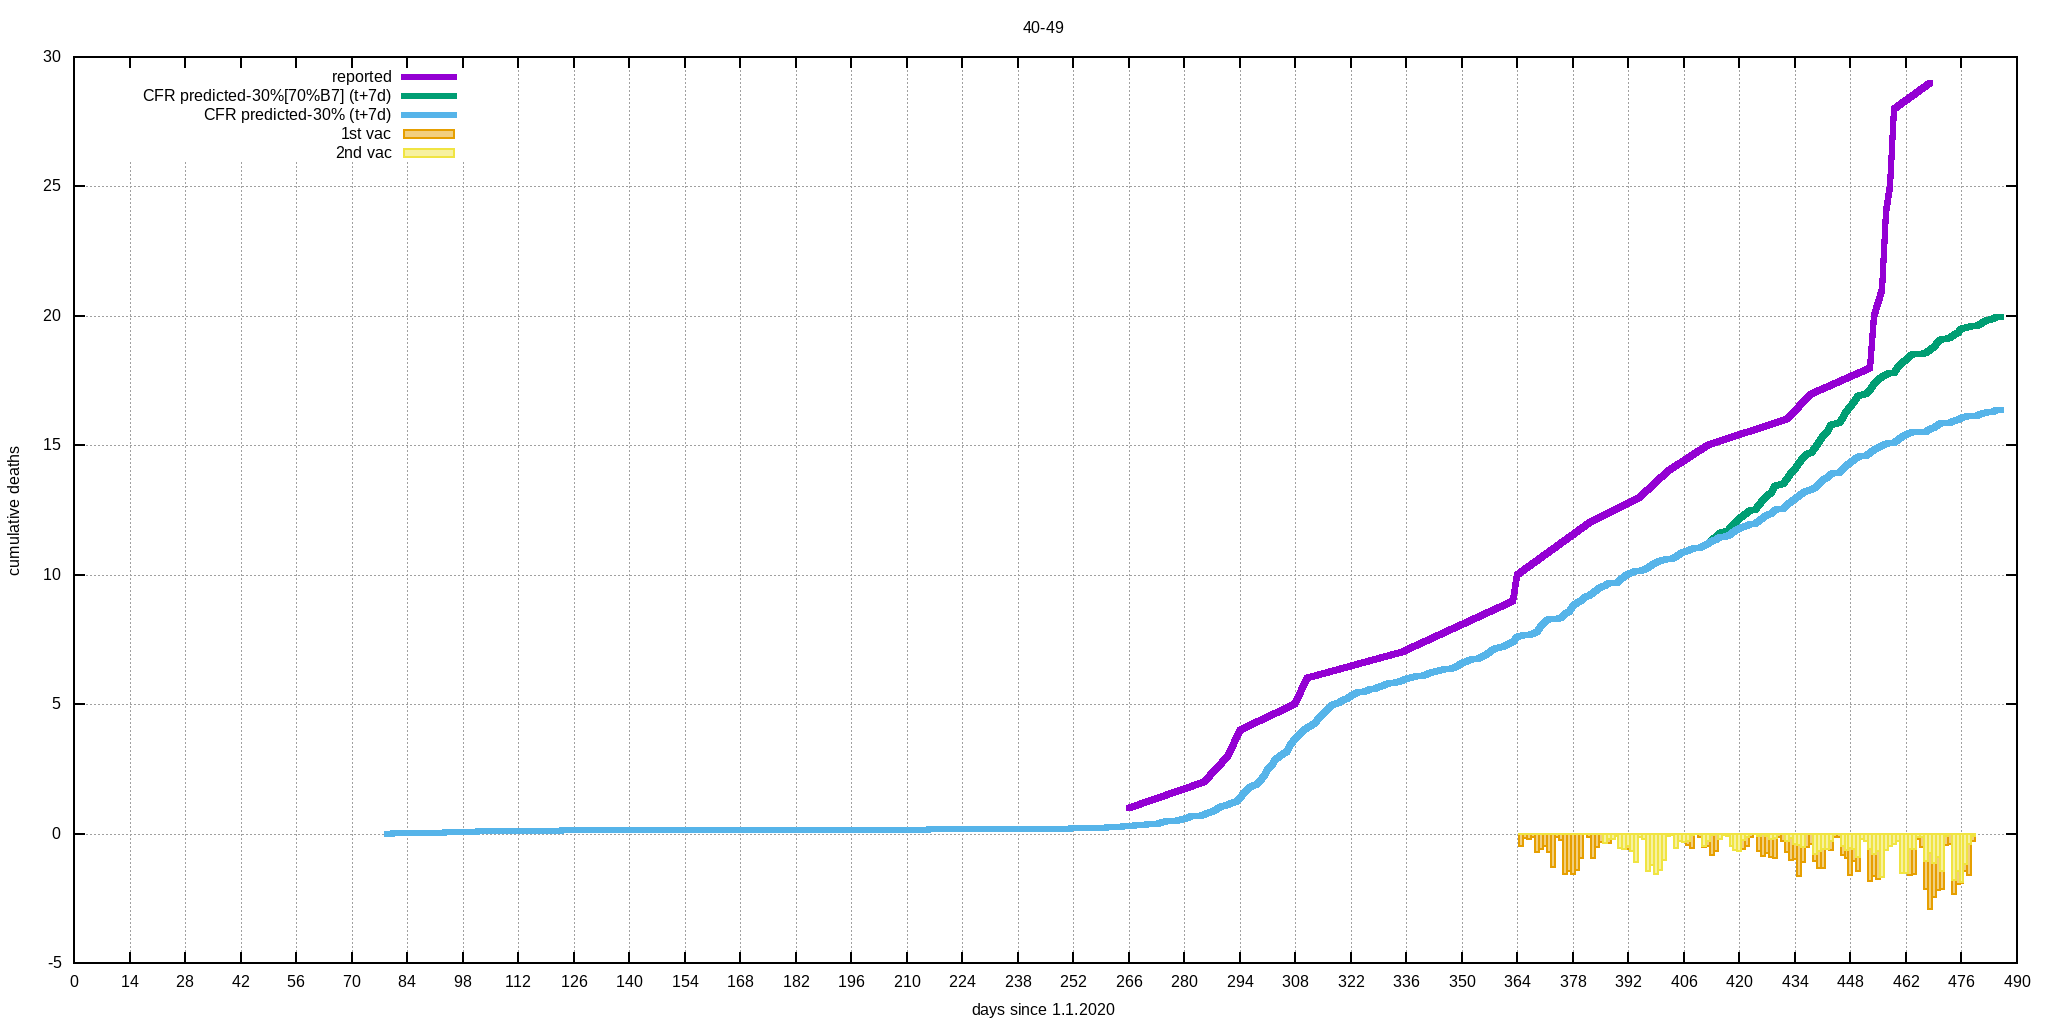 40-49
30
reported
CFR predicted-30%[70%B7] (t+7d)
CFR predicted-30% (t+7d)
1st vac
2nd vac
25
20
15
10
5
0
-5
cumulative deaths
0 14 28 42 56 70 84 98 112 126 140 154 168 182 196 210 224 238 252 266 280 294 308 322 336 350 364 378 392 406 420 434 448 462 476 490
days since 1.1.2020